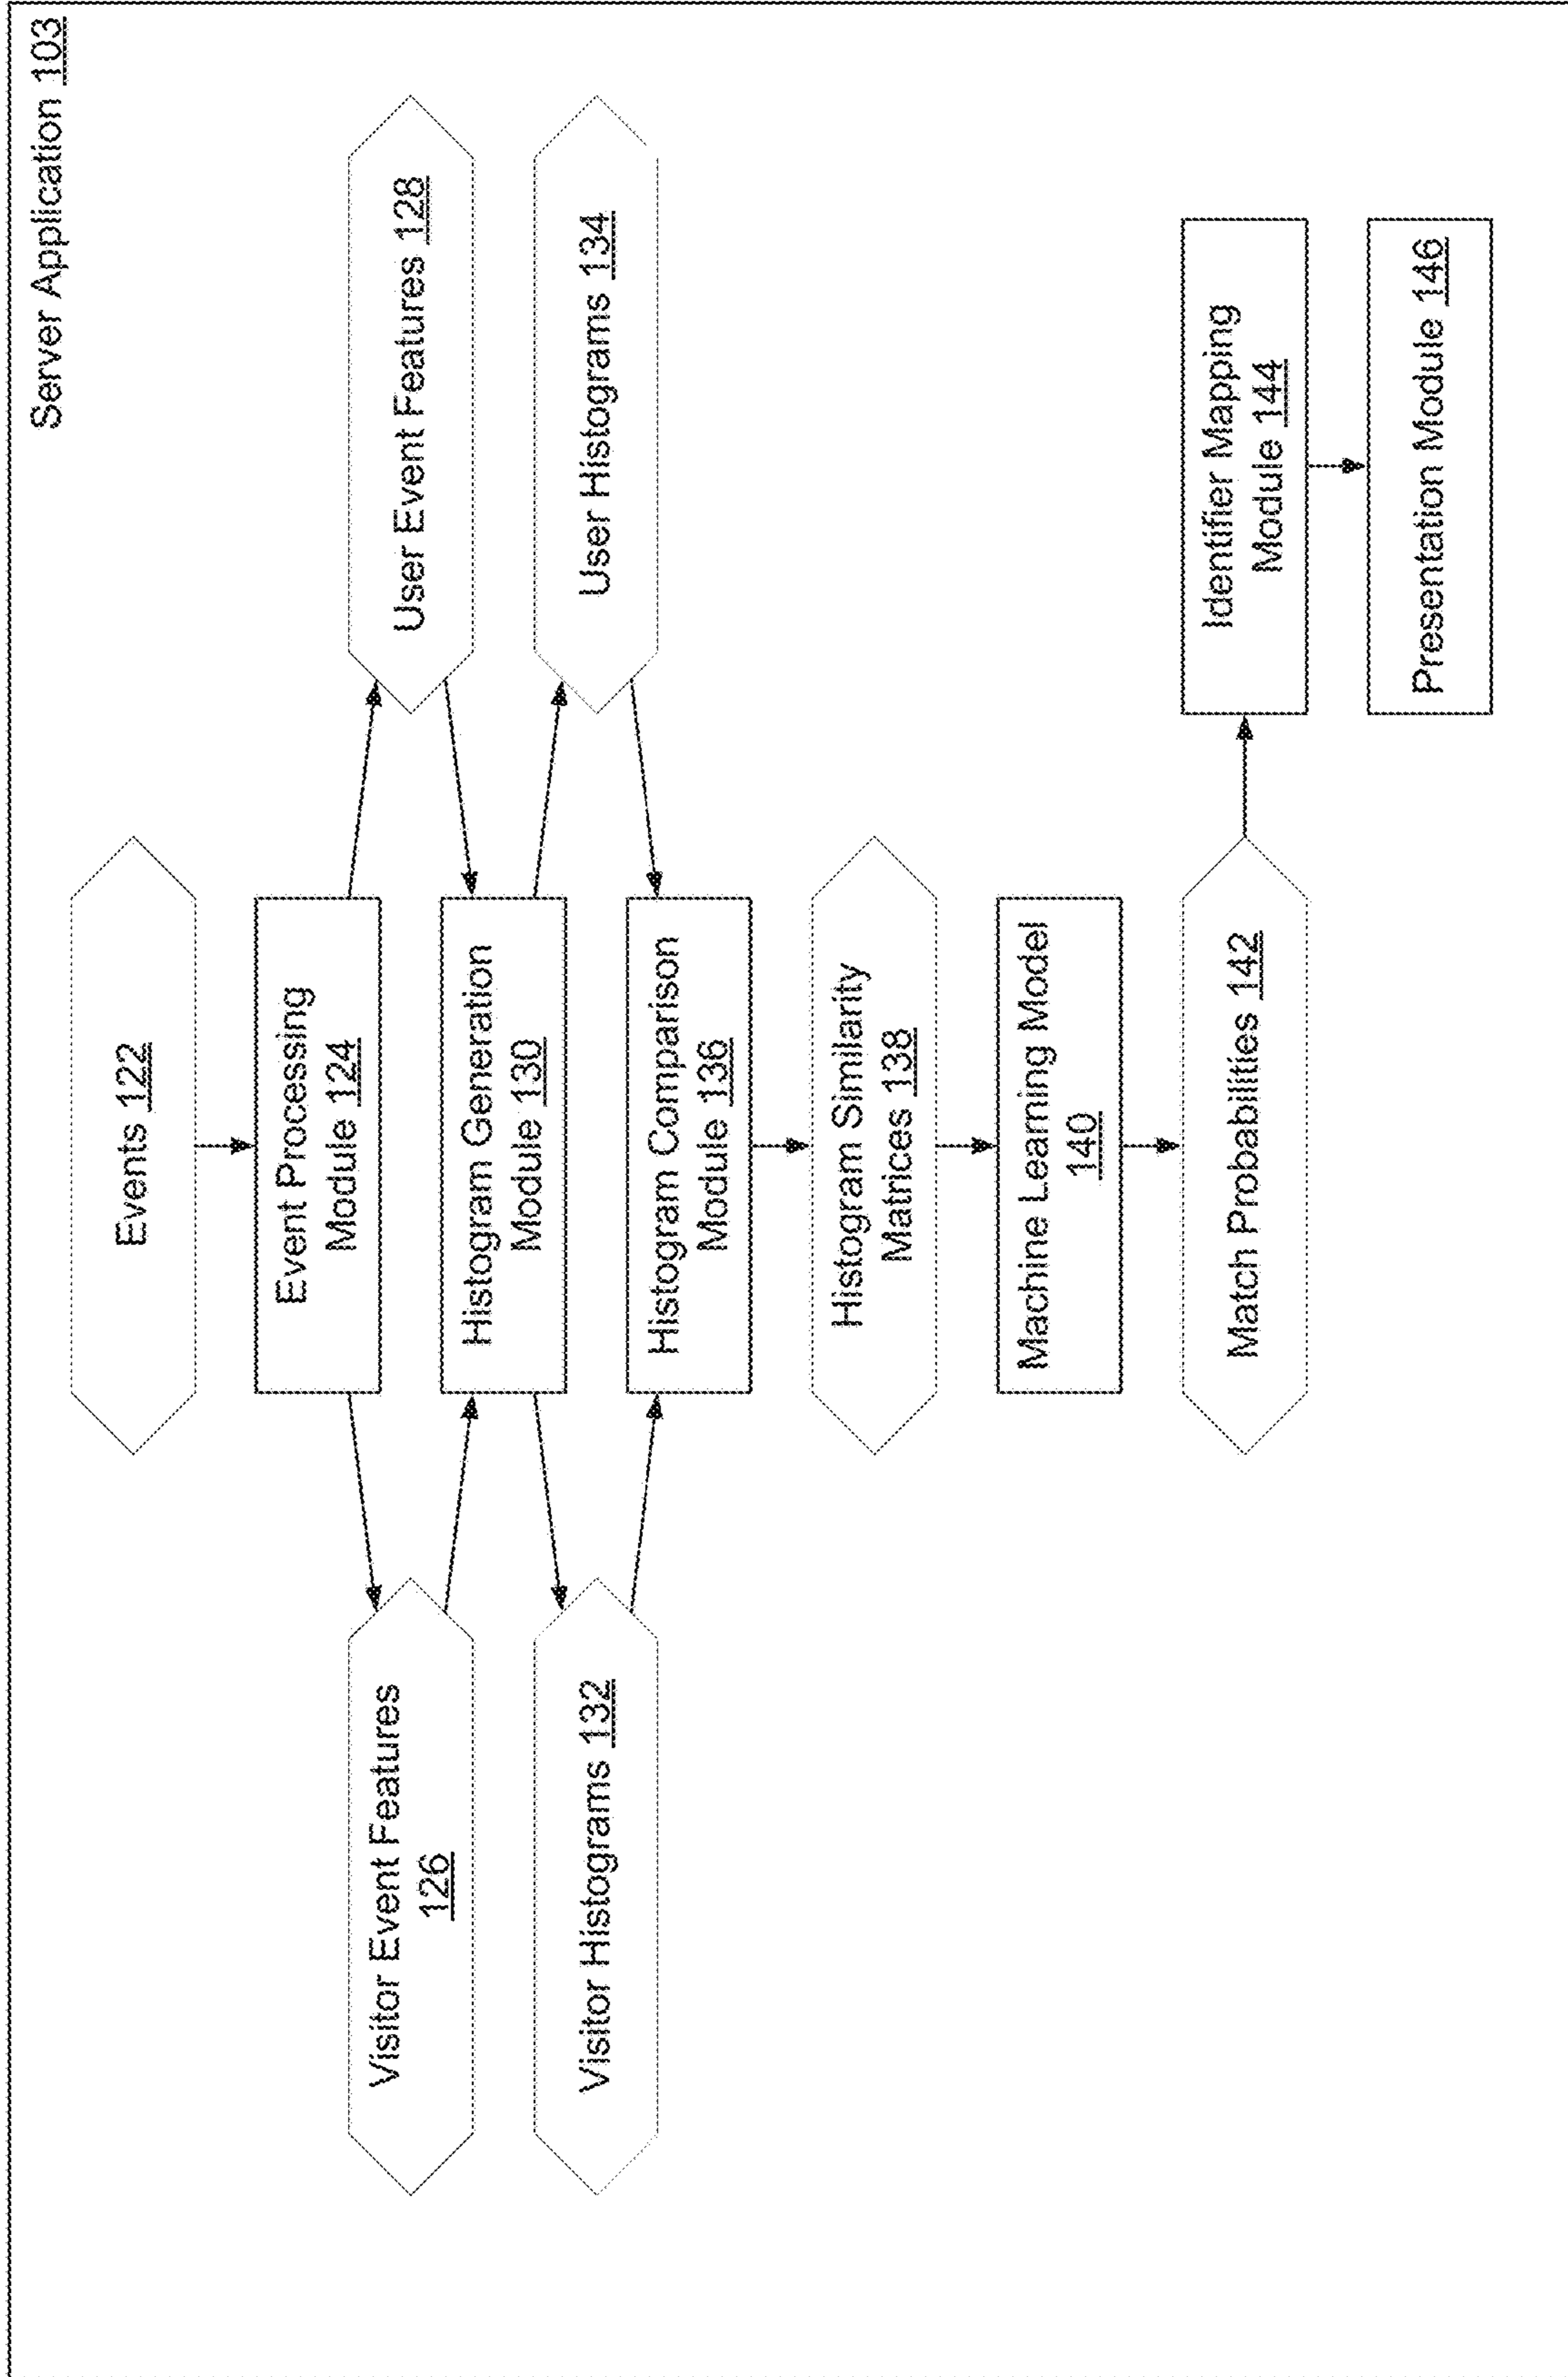 Server Application 103
Events 122
Event Processing
Module 124
Visitor Event Features
126
User Event Features 128
Histogram Generation
Module 130
Visitor Histograms 132
User Histograms 134
Histogram Comparison
Module 136
Histogram Similarity
Matrices 138
Machine Learning Model
140
Match Probabilities 142
Identifier Mapping
Module 144
Presentation Module 146